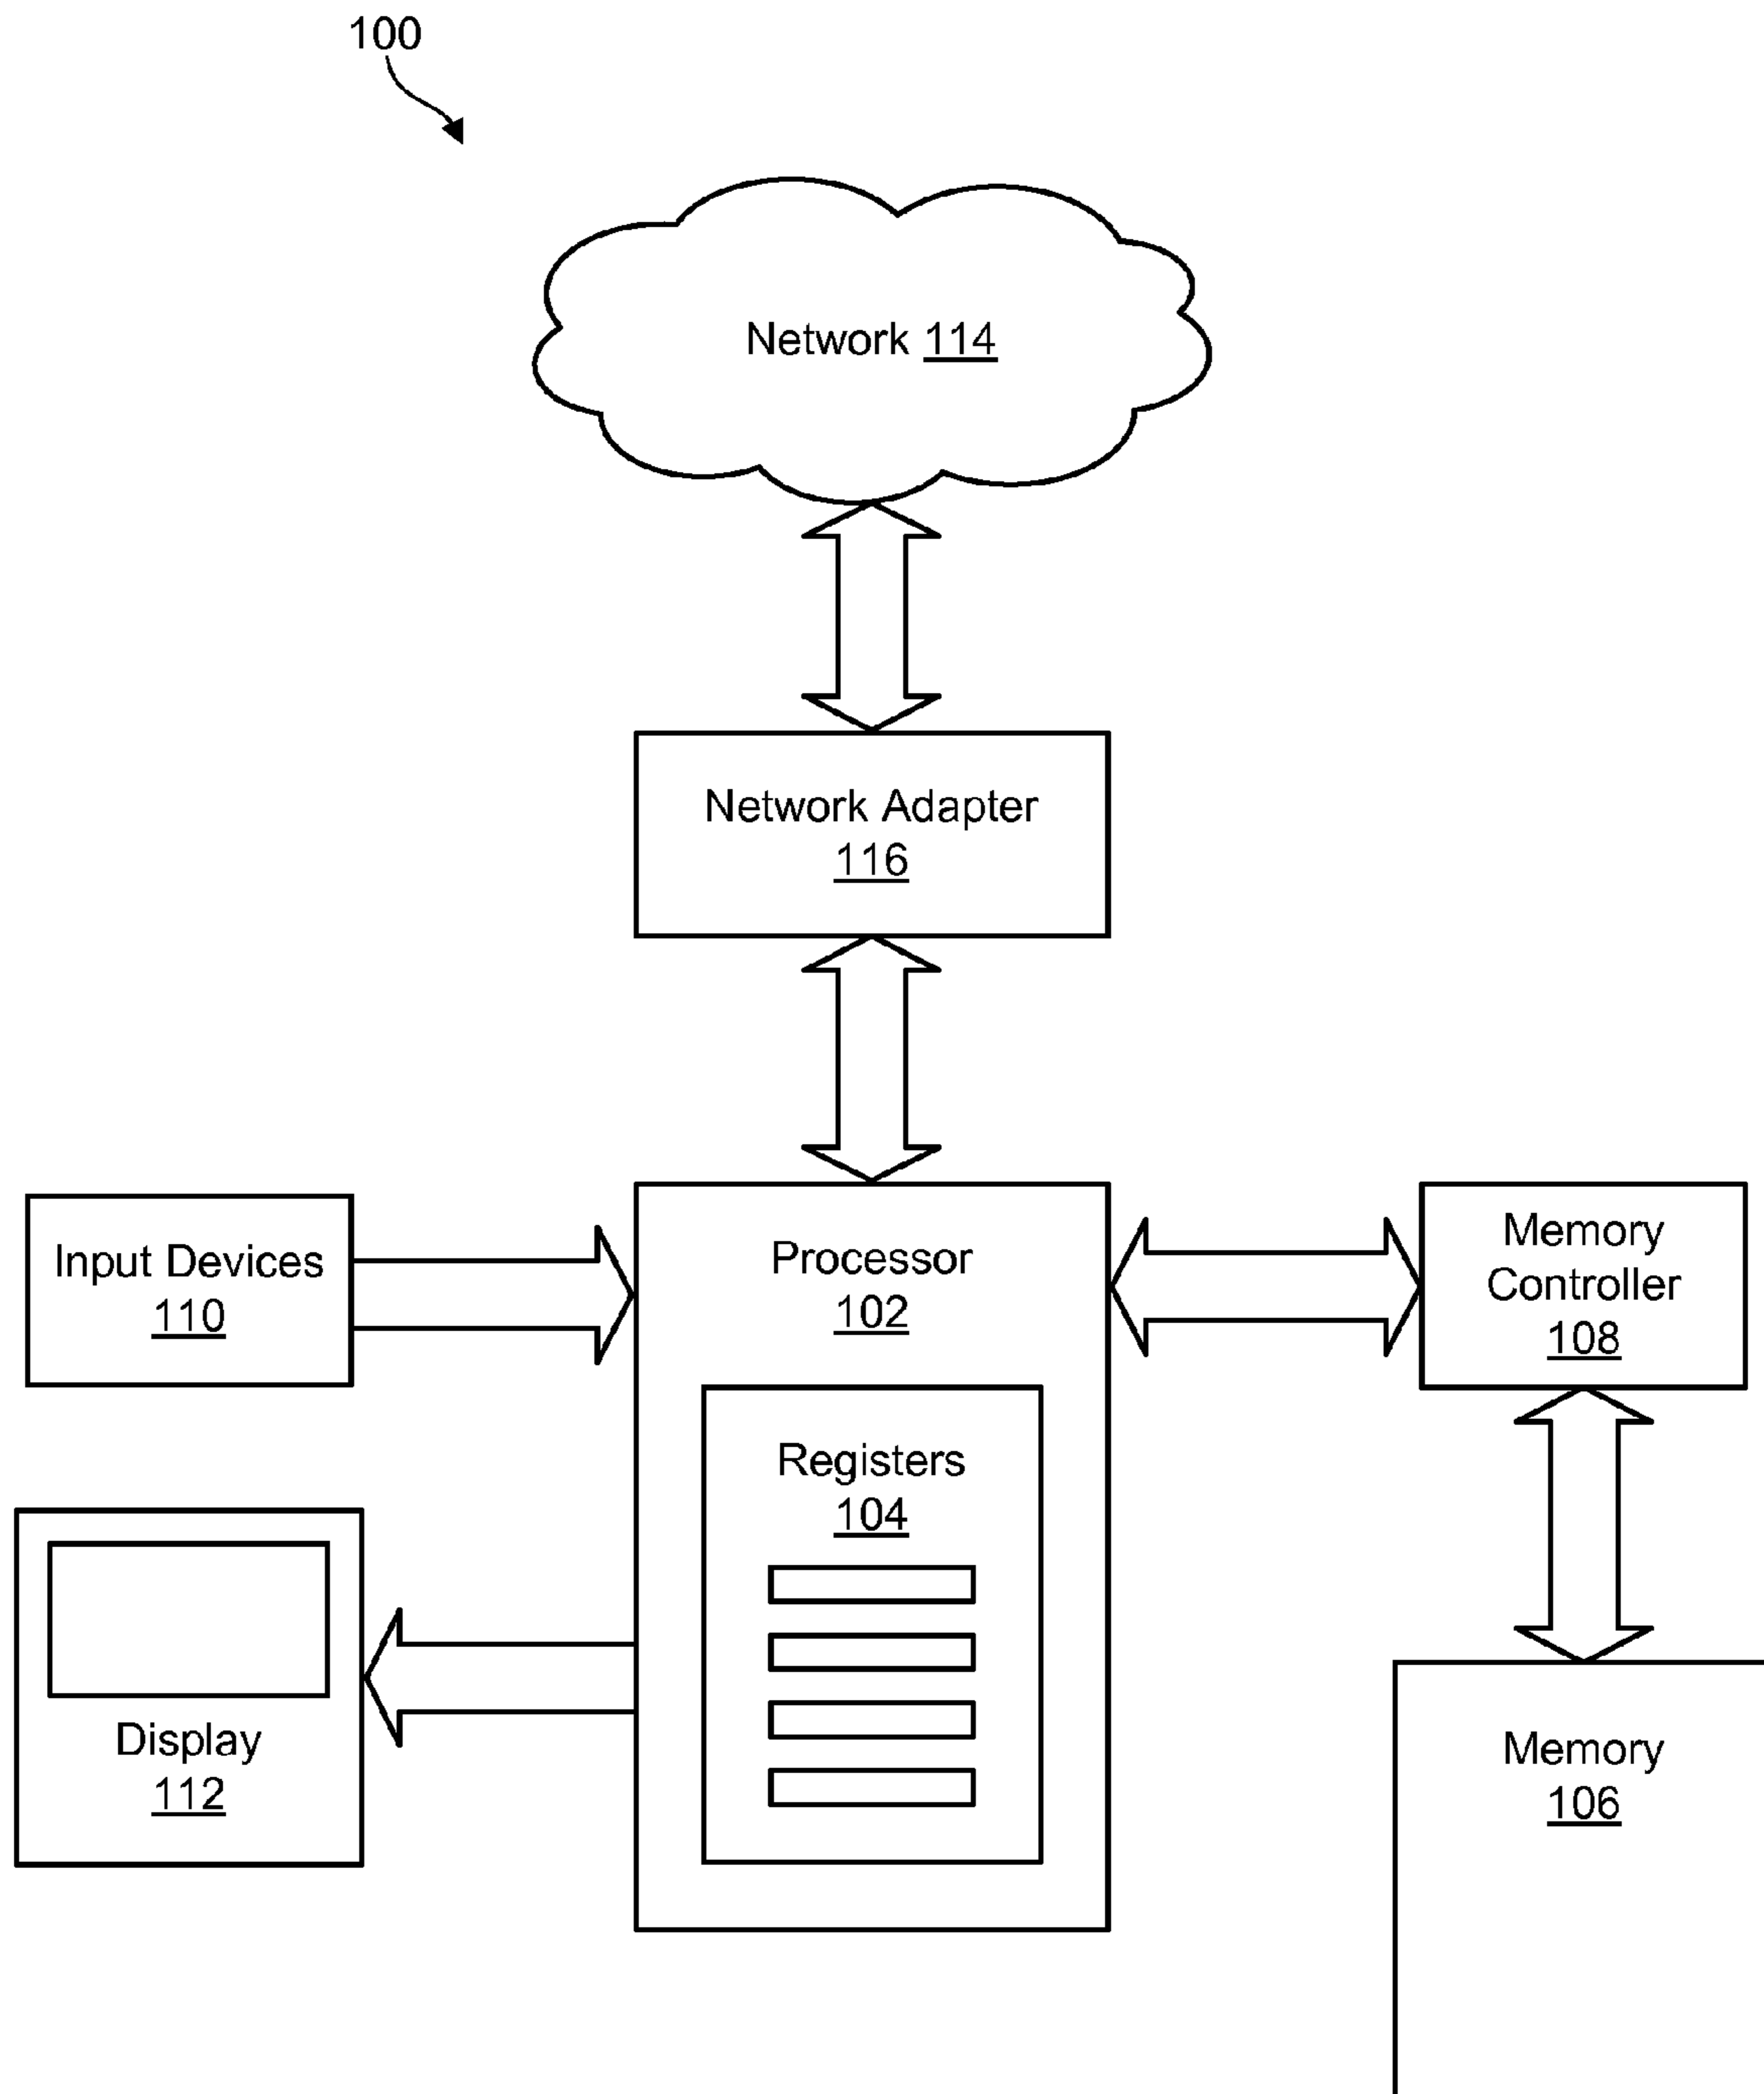 100
Network 114
Network Adapter
116
Input Devices
110
Processor
102
Memory
Controller
108
Registers
104
Display
112
Memory
106